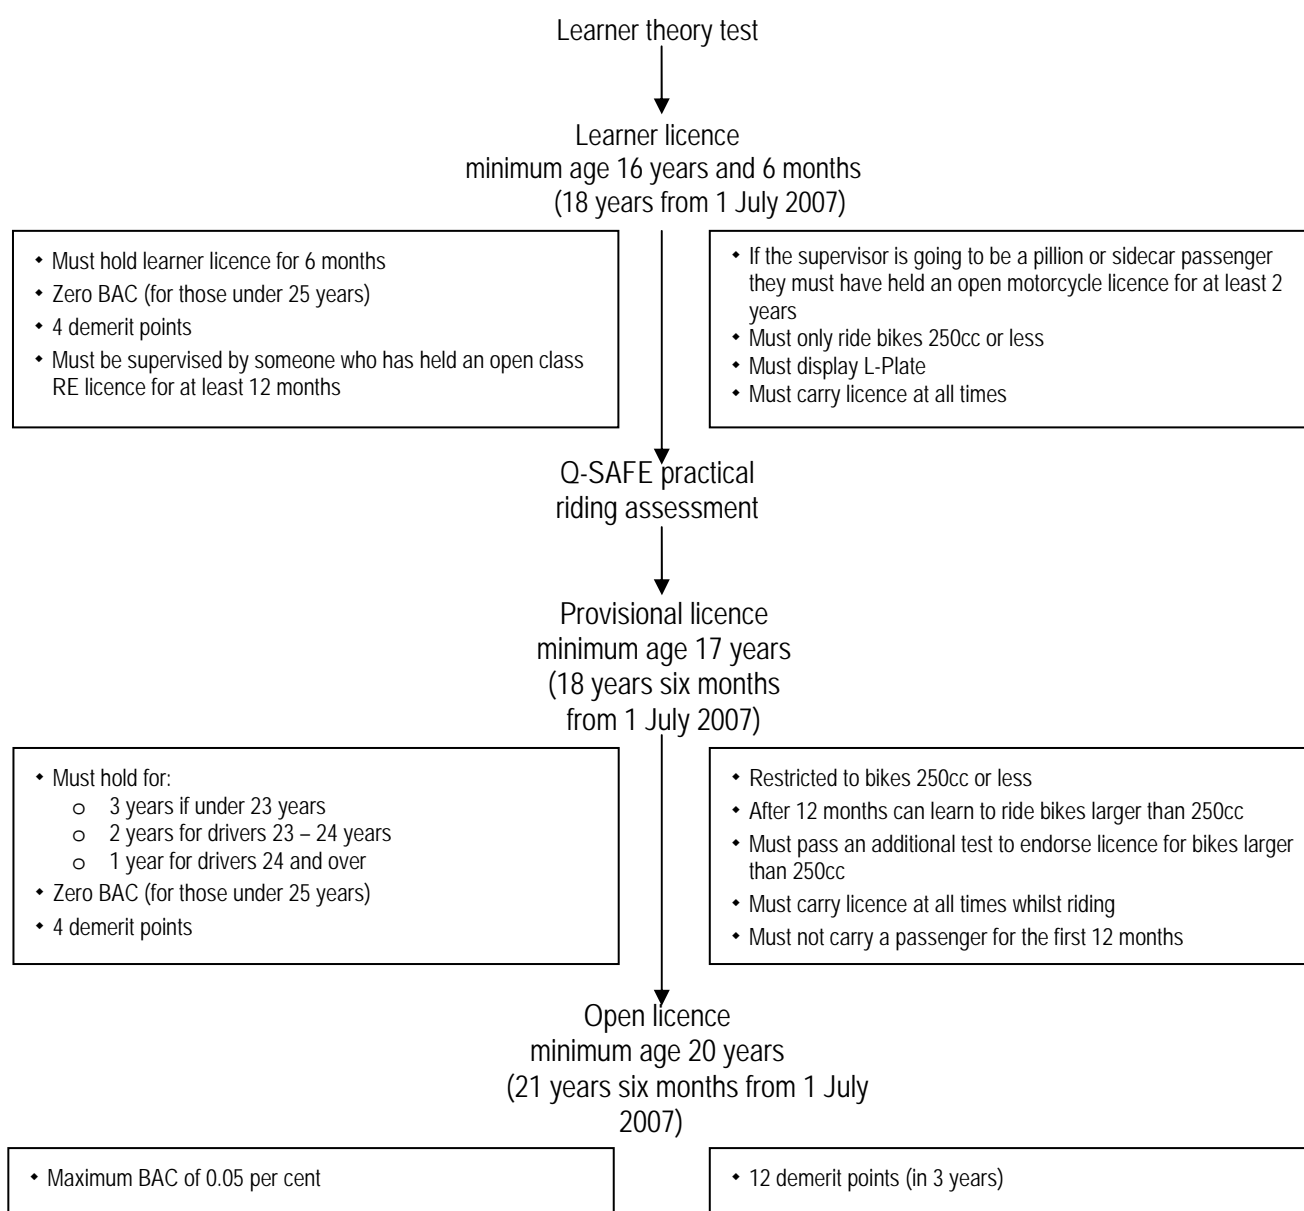 Learner theory test
Learner licence
minimum age 16 years and 6 months
(18 years from 1 July 2007)
• Must hold learner licence for 6 months
• Zero BAC (for those under 25 years)
• 4 demerit points
• Must be supervised by someone who has held an open class
RE licence for at least 12 months
• If the supervisor is going to be a pillion or sidecar passenger
they must have held an open motorcycle licence for at least 2
years
• Must only ride bikes 250cc or less
• Must display L-Plate
• Must carry licence at all times
Q-SAFE practical
riding assessment
Provisional licence
minimum age 17 years
(18 years six months
from 1 July 2007)
• Must hold for:
o 3 years if under 23 years
o 2 years for drivers 23 – 24 years
o 1 year for drivers 24 and over
• Zero BAC (for those under 25 years)
• 4 demerit points
• Restricted to bikes 250cc or less
• After 12 months can learn to ride bikes larger than 250cc
• Must pass an additional test to endorse licence for bikes larger
than 250cc
• Must carry licence at all times whilst riding
• Must not carry a passenger for the first 12 months
Open licence
minimum age 20 years
(21 years six months from 1 July
2007)
• Maximum BAC of 0.05 per cent
• 12 demerit points (in 3 years)